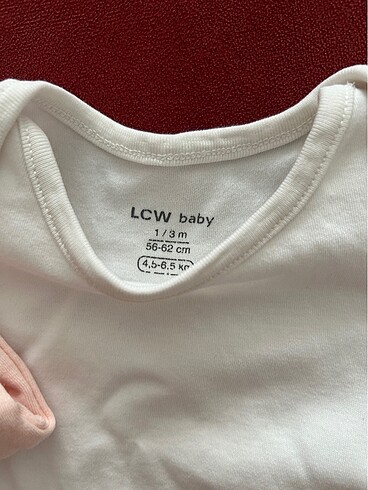 LCW baby
1 / 3 m
56-62 cm
4,5-6,5 kg